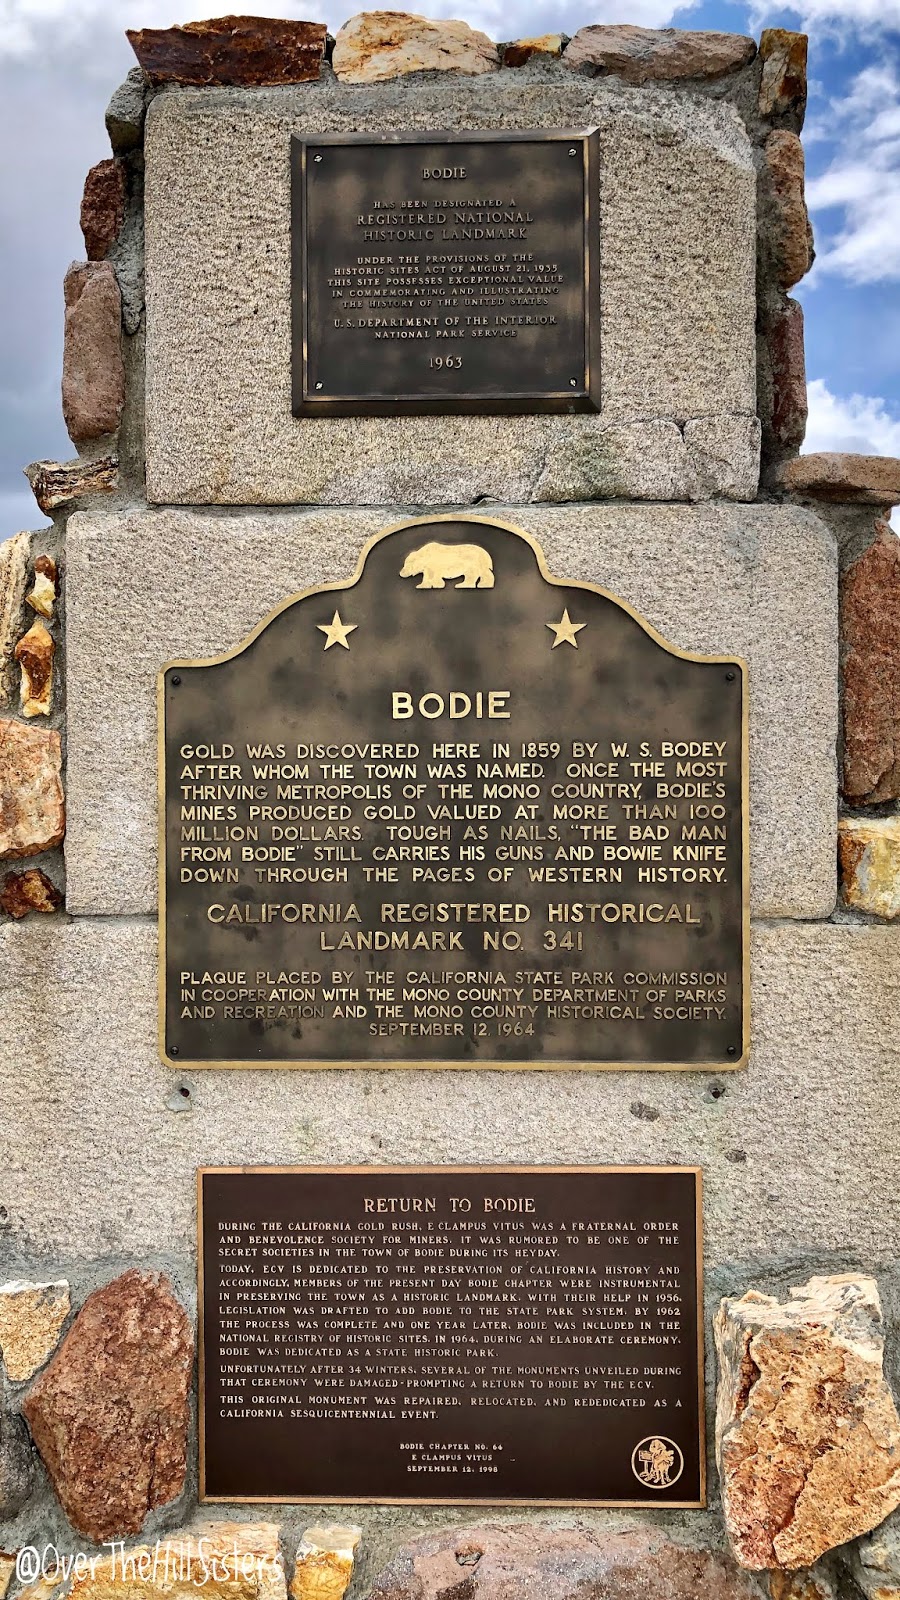 BODIE
HAS BEEN DESIGNATED A
REGISTERED NATIONAL
HISTORIC LANDMARK
UNDER THE PROVISIONS OF THE
HISTORIC SITES ACT OF AUGUST 21, 1935
THIS SITE POSSESSES EXCEPTIONAL VALUE
IN COMMEMORATING AND ILLUSTRATING
THE HISTORY OF THE UNITED STATES
U.S. DEPARTMENT OF THE INTERIOR
NATIONAL PARK SERVICE
1963
BODIE
GOLD WAS DISCOVERED HERE IN 1859 BY W. S. BODEY
AFTER WHOM THE TOWN WAS NAMED. ONCE THE MOST
THRIVING METROPOLIS OF THE MONO COUNTRY, BODIE'S
MINES PRODUCED GOLD VALUED AT MORE THAN 100
MILLION DOLLARS. TOUGH AS NAILS, "THE BAD MAN
FROM BODIE" STILL CARRIES HIS GUNS AND BOWIE KNIFE
DOWN THROUGH THE PAGES OF WESTERN HISTORY.
CALIFORNIA REGISTERED HISTORICAL
LANDMARK NO. 341
PLAQUE PLACED BY THE CALIFORNIA STATE PARK COMMISSION
IN COOPERATION WITH THE MONO COUNTY DEPARTMENT OF PARKS
AND RECREATION AND THE MONO COUNTY HISTORICAL SOCIETY.
SEPTEMBER 12, 1964
RETURN TO BODIE
DURING THE CALIFORNIA GOLD RUSH, E CLAMPUS VITUS WAS A FRATERNAL ORDER
AND BENEVOLENCE SOCIETY FOR MINERS. IT WAS RUMORED TO BE ONE OF THE
SECRET SOCIETIES IN THE TOWN OF BODIE DURING ITS HEYDAY.
TODAY, ECV IS DEDICATED TO THE PRESERVATION OF CALIFORNIA HISTORY AND
ACCORDINGLY, MEMBERS OF THE PRESENT DAY BODIE CHAPTER WERE INSTRUMENTAL
IN PRESERVING THE TOWN AS A HISTORIC LANDMARK. WITH THEIR HELP IN 1956,
LEGISLATION WAS DRAFTED TO ADD BODIE TO THE STATE PARK SYSTEM. BY 1962
THE PROCESS WAS COMPLETE AND ONE YEAR LATER, BODIE WAS INCLUDED IN THE
NATIONAL REGISTRY OF HISTORIC SITES. IN 1964, DURING AN ELABORATE CEREMONY,
BODIE WAS DEDICATED AS A STATE HISTORIC PARK.
UNFORTUNATELY AFTER 34 WINTERS, SEVERAL OF THE MONUMENTS UNVEILED DURING
THAT CEREMONY WERE DAMAGED-PROMPTING A RETURN TO BODIE BY THE ECV.
THIS ORIGINAL MONUMENT WAS REPAIRED, RELOCATED, AND REDEDICATED AS A
CALIFORNIA SESQUICENTENNIAL EVENT.
BODIE CHAPTER NO. 64
E CLAMPUS VITUS
SEPTEMBER 12, 1998
@OverTheHillSisters